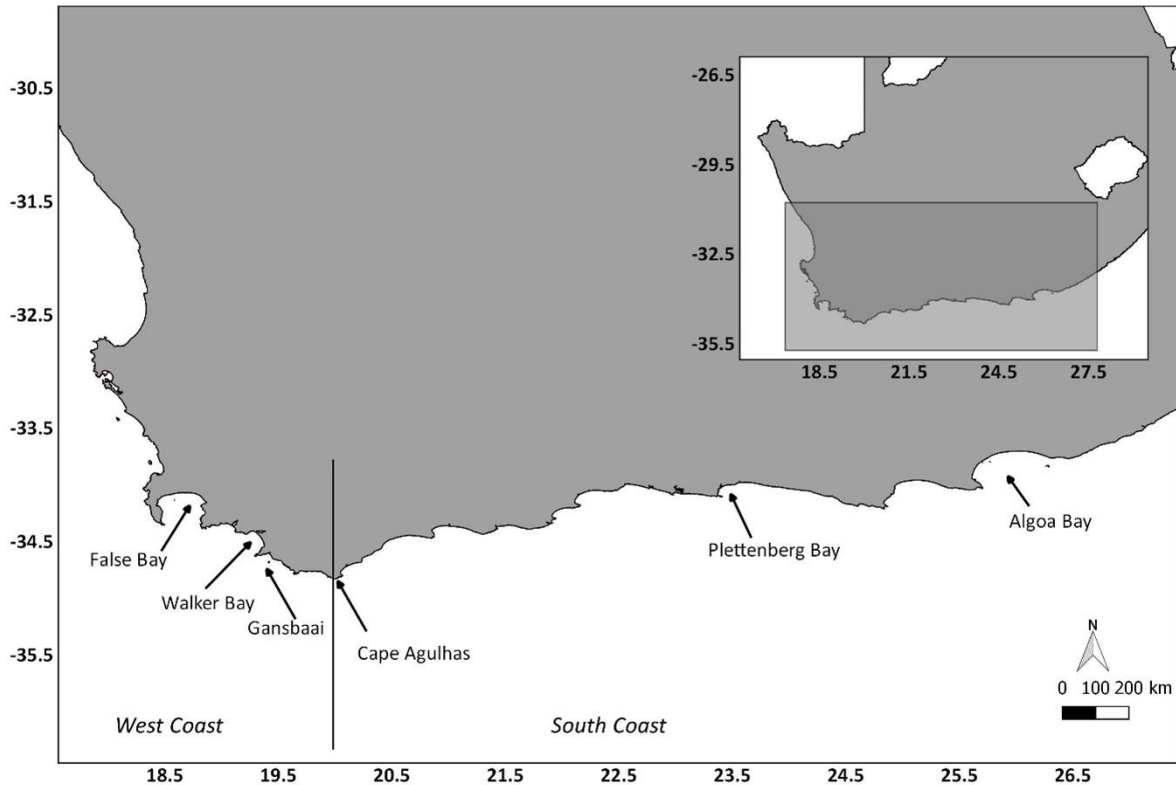 -30.5
-31.5
-32.5
-33.5
-34.5
-35.5
-26.5
-29.5
-32.5
-35.5
18.5 21.5 24.5 27.5
False Bay
Walker Bay
Gansbaai
Cape Agulhas
Plettenberg Bay
Algoa Bay
N
0 100 200 km
West Coast
South Coast
18.5 19.5 20.5 21.5 22.5 23.5 24.5 25.5 26.5